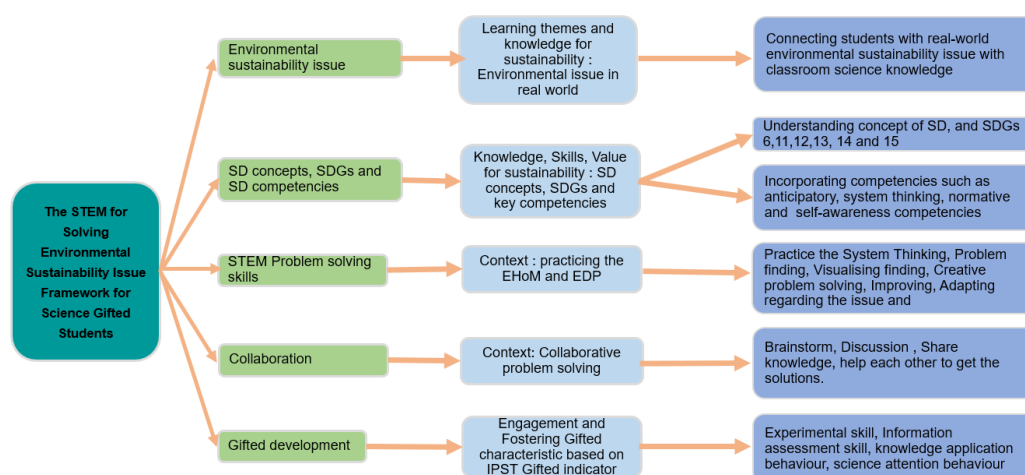 The STEM for
Solving
Environmental
Sustainability Issue
Framework for
Science Gifted
Students
Environmental
sustainability issue
Learning themes and
knowledge for
sustainability :
Environmental issue in
real world
Connecting students with real-world
environmental sustainability issue with
classroom science knowledge
SD concepts, SDGs and
SD competencies
Knowledge, Skills, Value
for sustainability : SD
concepts, SDGs and
key competencies
Understanding concept of SD, and SDGs
6,11,12,13, 14 and 15
Incorporating competencies such as
anticipatory, system thinking, normative
and self-awareness competencies
STEM Problem solving
skills
Context : practicing the
EHoM and EDP
Practice the System Thinking, Problem
finding, Visualising finding, Creative
problem solving, Improving, Adapting
regarding the issue and
Collaboration
Context: Collaborative
problem solving
Brainstorm, Discussion , Share
knowledge, help each other to get the
solutions.
Gifted development
Engagement and
Fostering Gifted
characteristic based on
IPST Gifted indicator
Experimental skill, Information
assessment skill, knowledge application
behaviour, science attention behaviour